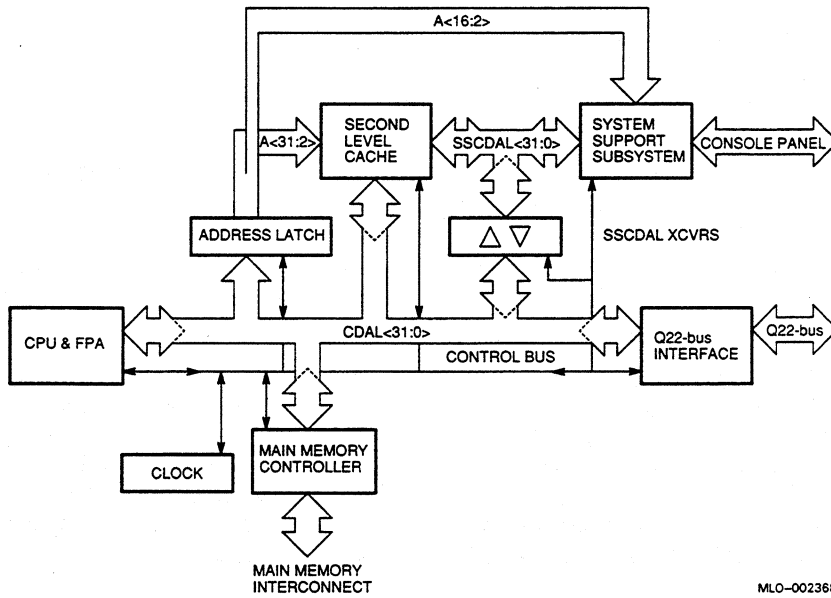 A<16:2>
SECOND
LEVEL
CACHE
SYSTEM
SUPPORT
SUBSYSTEM
A<31:2>
SSCDAL<31:0>
CONSOLE PANEL
ADDRESS LATCH
SSCDAL XCVRS
CPU & FPA
CDAL<31:0>
Q22-bus
INTERFACE
Q22-bus
CONTROL BUS
CLOCK
MAIN MEMORY
CONTROLLER
MAIN MEMORY
INTERCONNECT